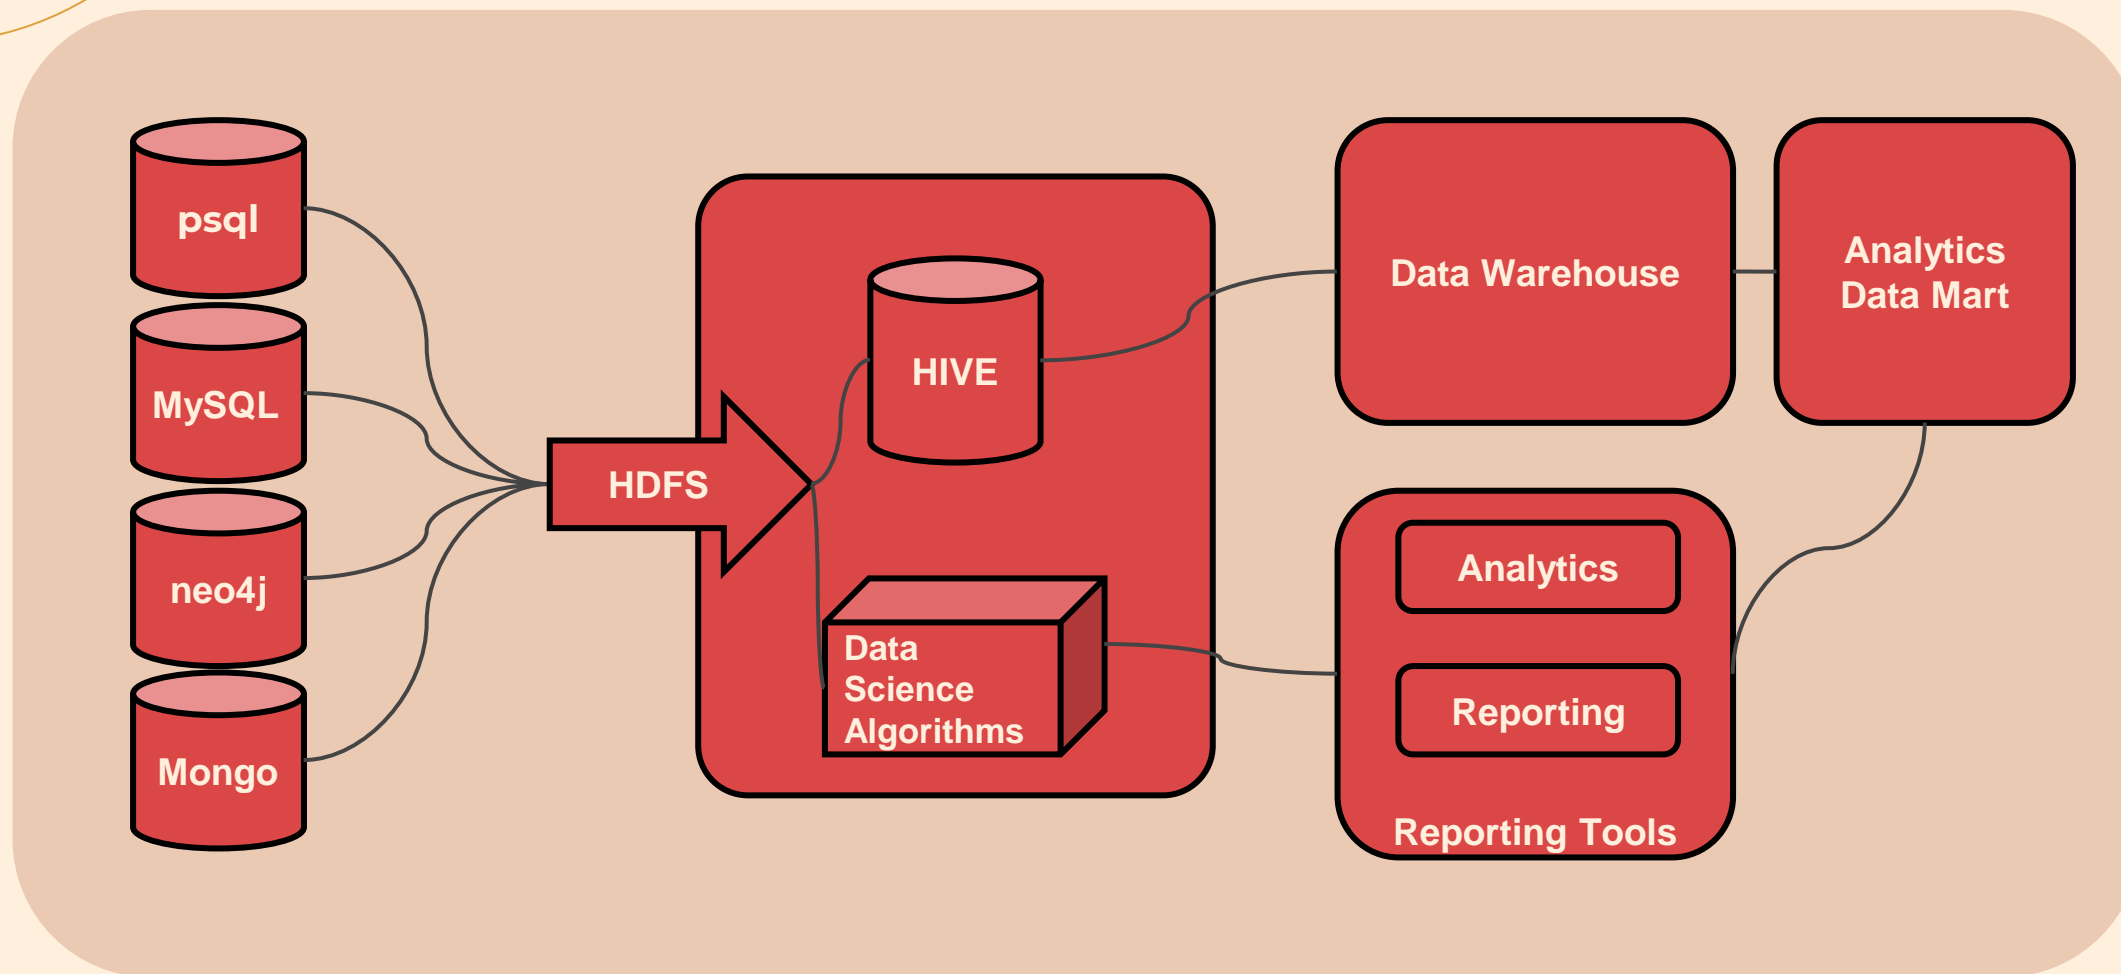 psql
MySQL
neo4j
Mongo
HDFS
HIVE
Data
Science
Algorithms
Data Warehouse
Analytics
Data Mart
Analytics
Reporting
Reporting Tools